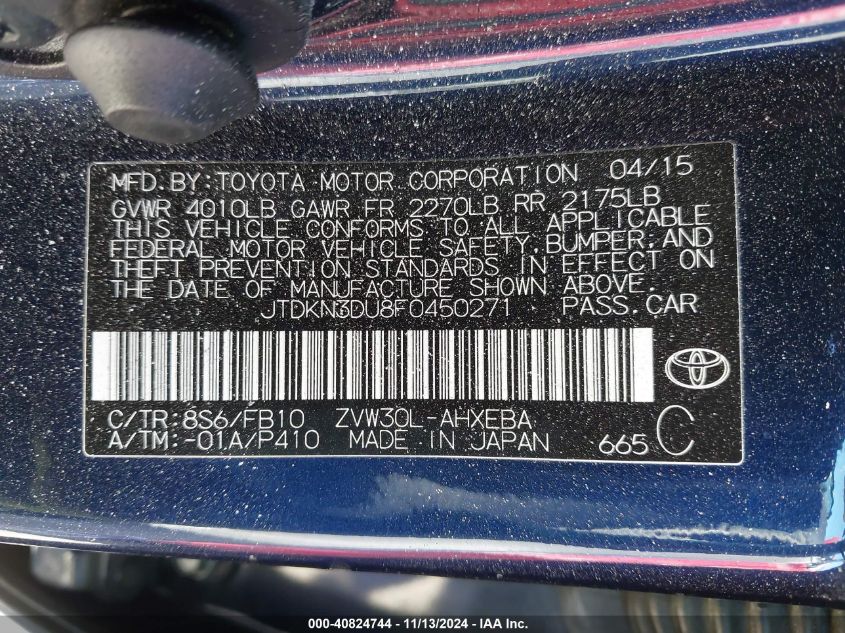 MFD. BY: TOYOTA MOTOR CORPORATION 04/15
GVWR 4010LB GAWR FR 2270LB RR 2175LB
THIS VEHICLE CONFORMS TO ALL APPLICABLE
FEDERAL MOTOR VEHICLE SAFETY, BUMPER, AND
THEFT PREVENTION STANDARDS IN EFFECT ON
THE DATE OF MANUFACTURE SHOWN ABOVE.
JTDKN3DU8F0450271 PASS. CAR
C/TR: 8S6/FB10 ZVW30L-AHXEBA
A/TM: -01A/P410 MADE IN JAPAN 665 C
000-40824744 — 11/13/2024 — IAA Inc.